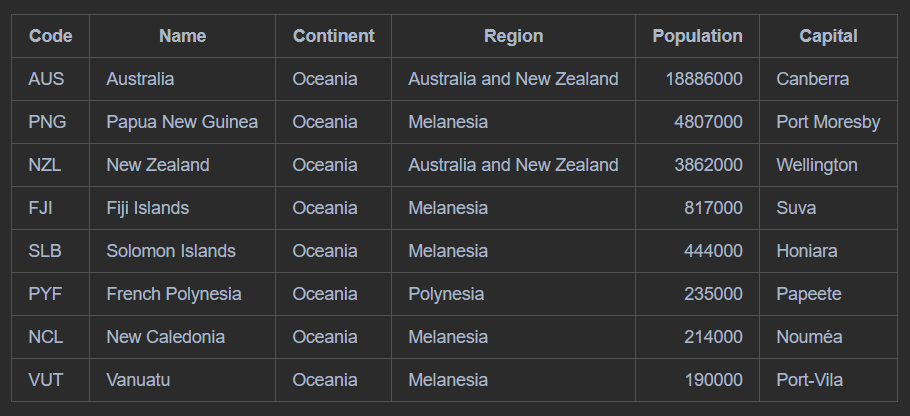 Code Name Continent Region Population Capital
AUS Australia Oceania Australia and New Zealand 18886000 Canberra
PNG Papua New Guinea Oceania Melanesia 4807000 Port Moresby
NZL New Zealand Oceania Australia and New Zealand 3862000 Wellington
FJI Fiji Islands Oceania Melanesia 817000 Suva
SLB Solomon Islands Oceania Melanesia 444000 Honiara
PYF French Polynesia Oceania Polynesia 235000 Papeete
NCL New Caledonia Oceania Melanesia 214000 Nouméa
VUT Vanuatu Oceania Melanesia 190000 Port-Vila